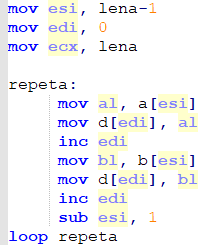 mov esi, lena-1
mov edi, 0
mov ecx, lena
repeta:
mov al, a[esi]
mov d[edi], al
inc edi
mov bl, b[esi]
mov d[edi], bl
inc edi
sub esi, 1
loop repeta